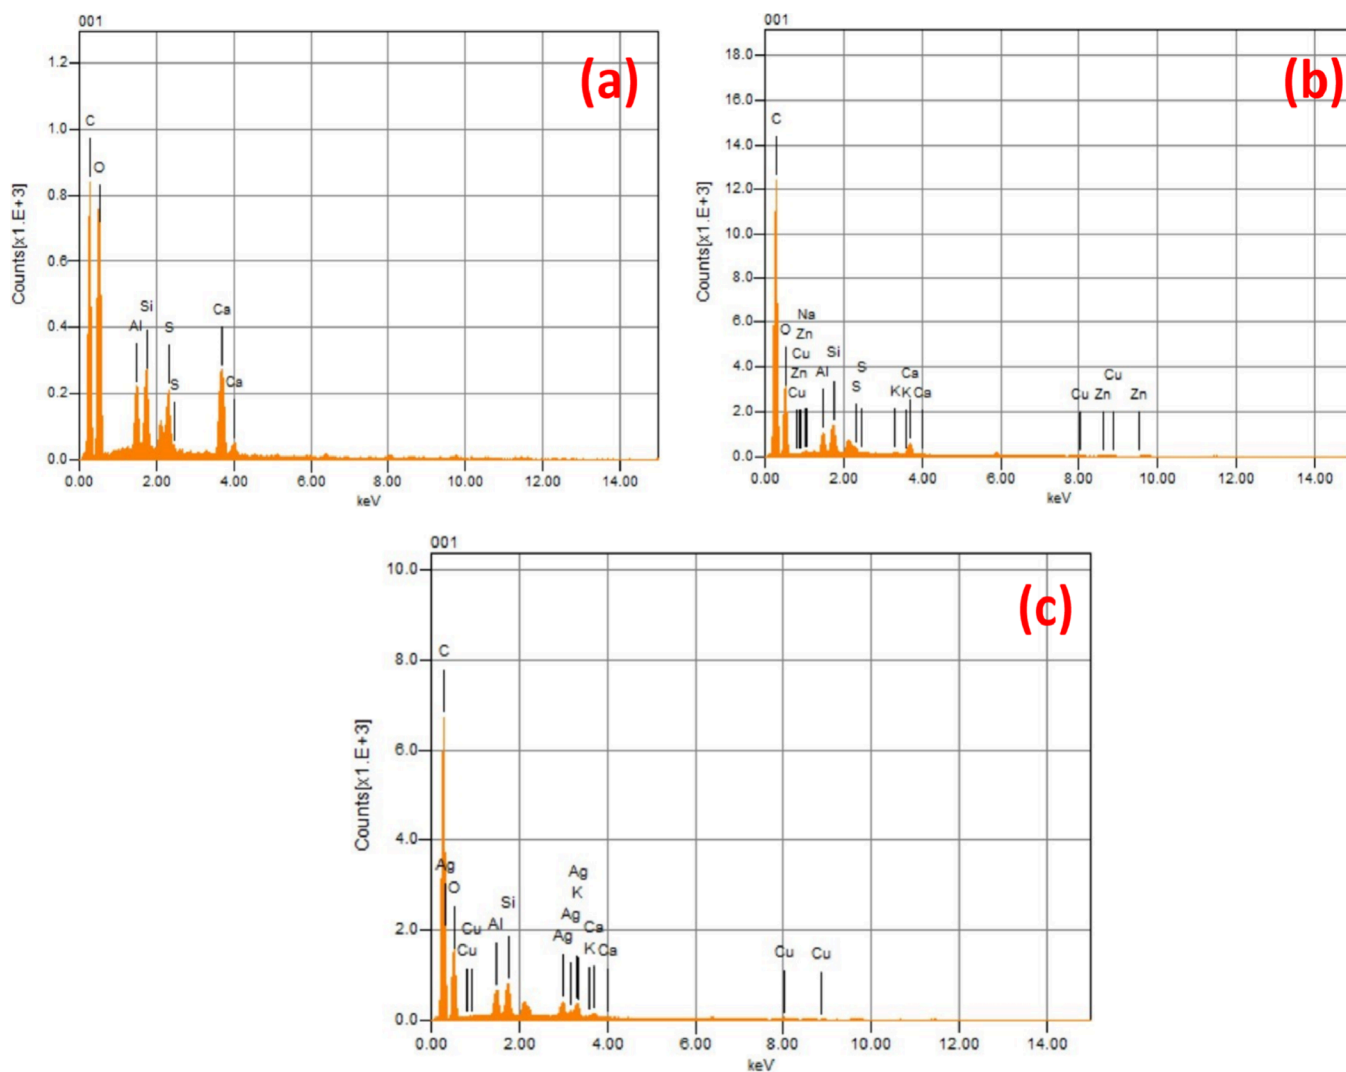 001
(a)
Counts[x1.E+3]
1.2
1.0
0.8
0.6
0.4
0.2
0.0
C
O
Al
Si
S
S
Ca
Ca
0.00 2.00 4.00 6.00 8.00 10.00 12.00 14.00
keV
001
(b)
Counts[x1.E+3]
18.0
16.0
14.0
12.0
10.0
8.0
6.0
4.0
2.0
0.0
C
O
Na
Zn
Cu
Zn
Cu
Al
Si
S
S
K
Ca
K Ca
Cu
Cu Zn Zn
0.00 2.00 4.00 6.00 8.00 10.00 12.00 14.00
keV
001
(c)
Counts[x1.E+3]
10.0
8.0
6.0
4.0
2.0
0.0
C
Ag
O
Cu
Cu
Al
Si
Ag
K
Ag
Ag
Ca
K Ca
Cu Cu
0.00 2.00 4.00 6.00 8.00 10.00 12.00 14.00
keV